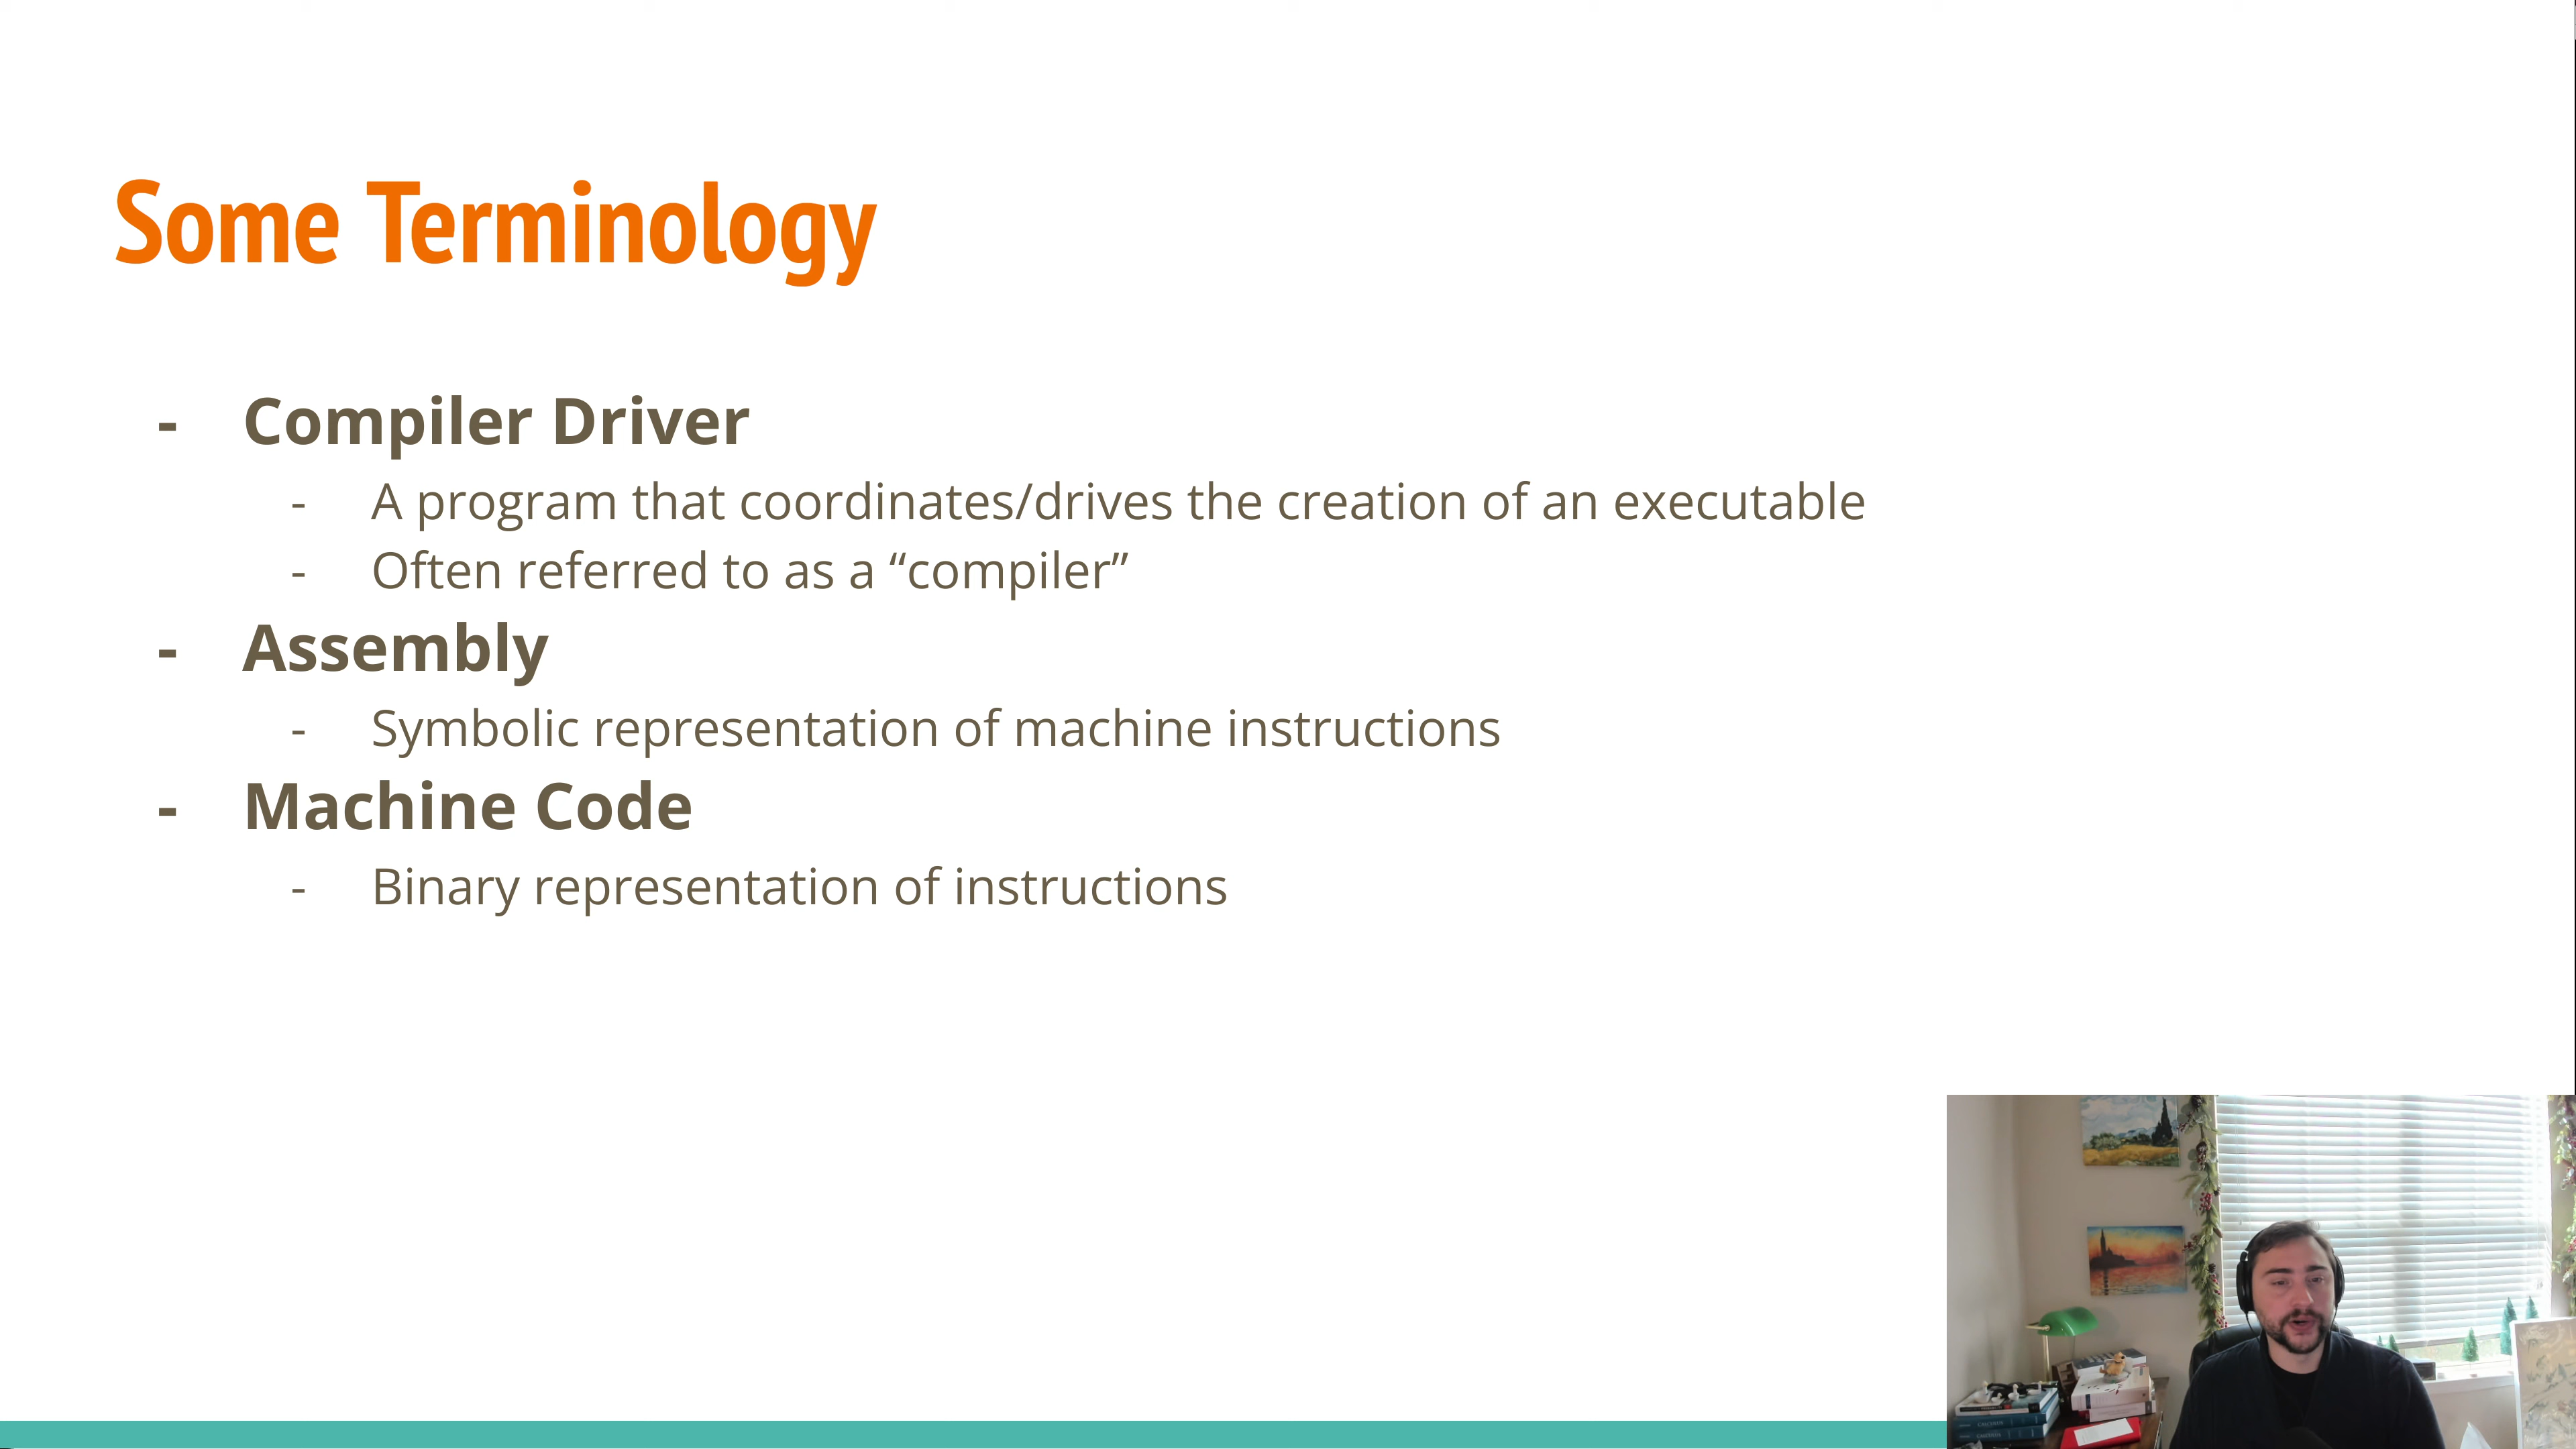 Some Terminology
- Compiler Driver
- A program that coordinates/drives the creation of an executable
- Often referred to as a “compiler”
- Assembly
- Symbolic representation of machine instructions
- Machine Code
- Binary representation of instructions